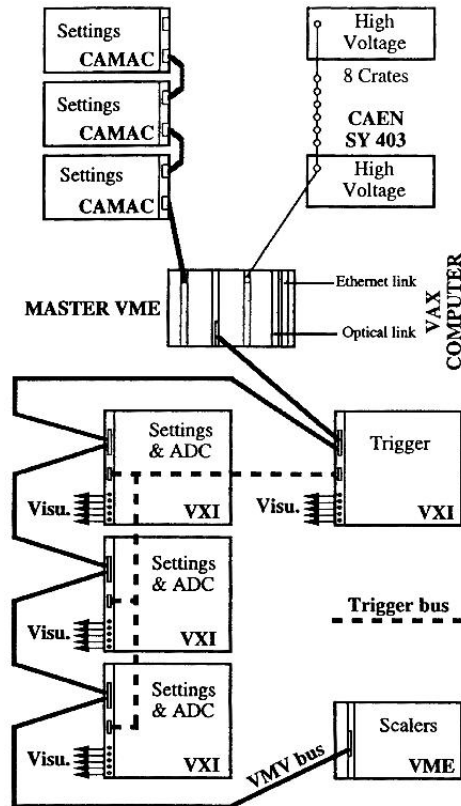 Settings
CAMAC
Settings
CAMAC
Settings
CAMAC
High
Voltage
8 Crates
CAEN
SY 403
High
Voltage
MASTER VME
Ethernet link
Optical link
VAX
COMPUTER
Settings
& ADC
Visu.
VXI
Trigger
Visu.
VXI
Settings
& ADC
Visu.
VXI
Trigger bus
Settings
& ADC
Visu.
VXI
VMV bus
Scalers
VME